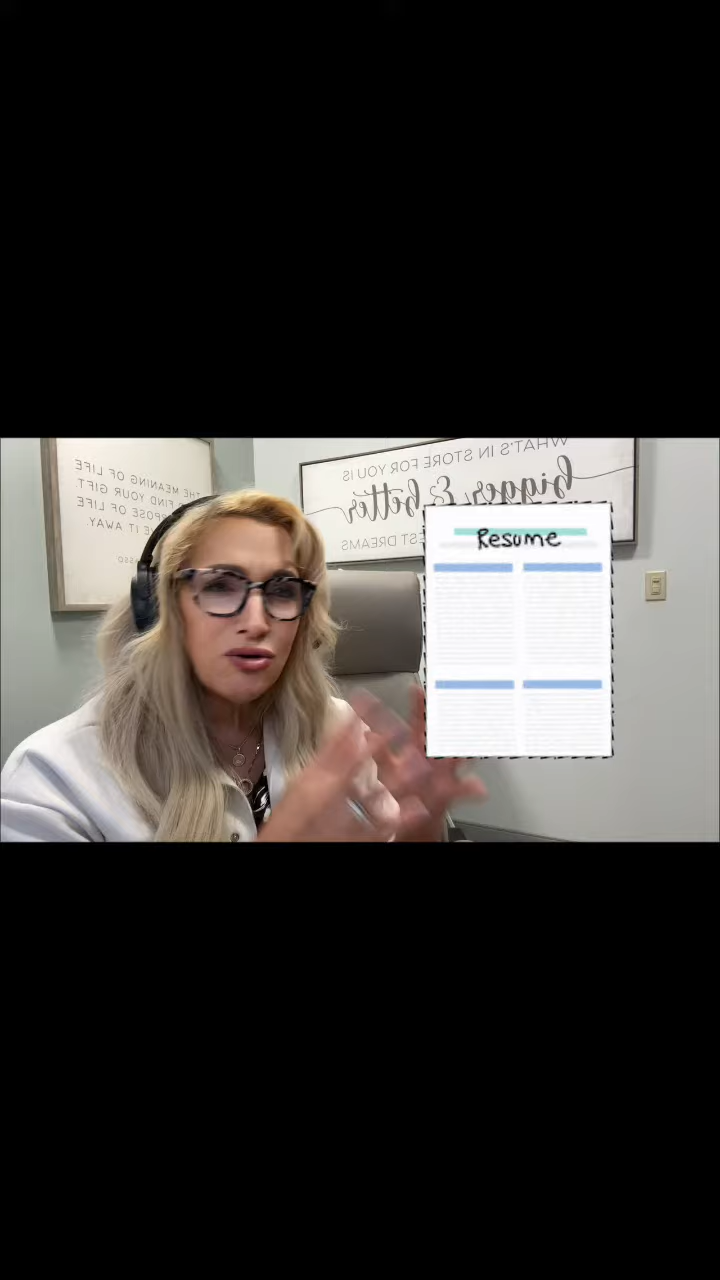 THE MEANING OF LIFE
FIND YOUR GIFT.
PURPOSE OF LIFE
IT AWAY.
WHAT'S IN STORE FOR YOU IS
bigger & better
DREAMS
Resume